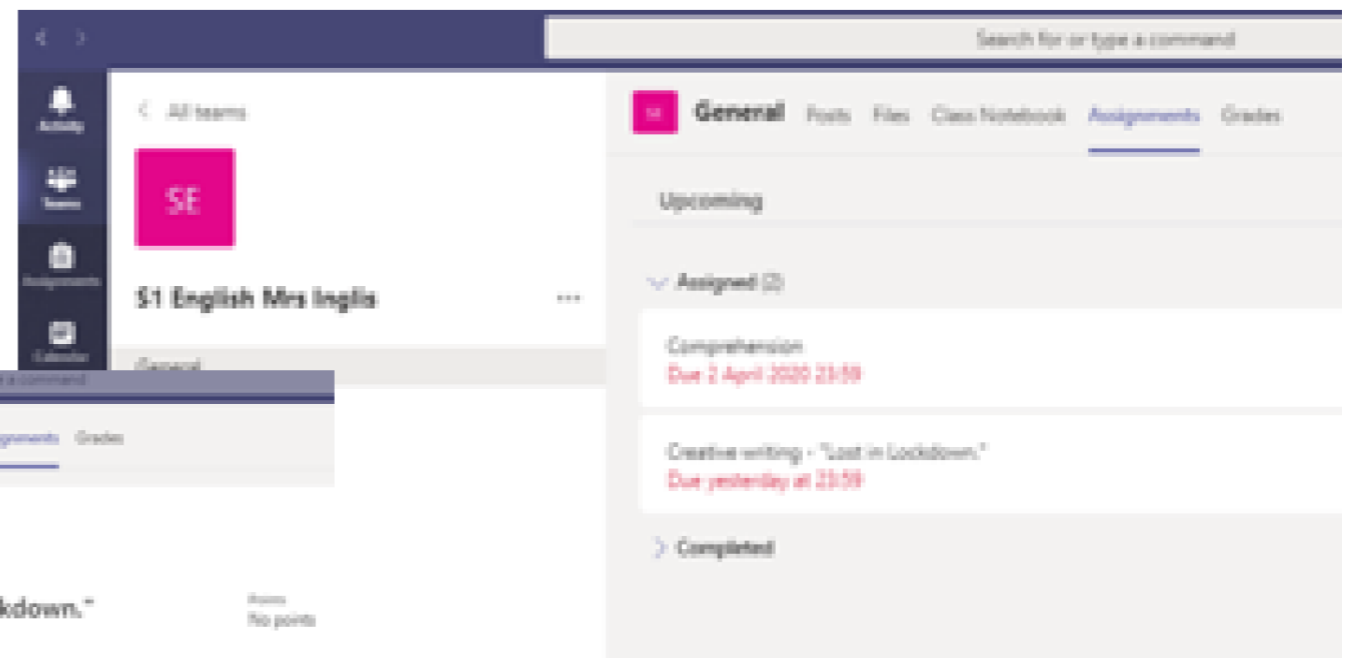 Search for or type a command
Activity
All teams
SE
General Posts Files Class Notebook Assignments Grades
Teams
SE
Upcoming
Assignments
S1 English Mrs Inglis
...
Assigned (2)
Calendar
General
Comprehension
Due 2 April 2020 23:59
a command
gnments Grades
Creative writing - "Lost in Lockdown."
Due yesterday at 23:59
Completed
kdown."
Points
No points